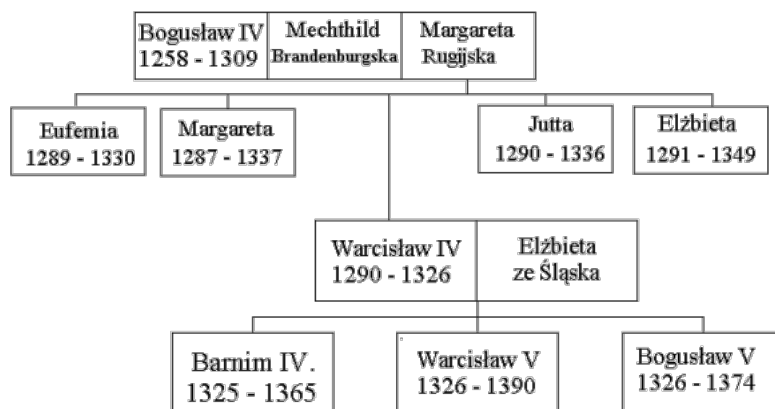 Bogusław IV
1258 - 1309
Mechthild
Brandenburgska
Margareta
Rugijska
Eufemia
1289 - 1330
Margareta
1287 - 1337
Jutta
1290 - 1336
Elżbieta
1291 - 1349
Warcisław IV
1290 - 1326
Elżbieta
ze Śląska
Barnim IV.
1325 - 1365
Warcisław V
1326 - 1390
Bogusław V
1326 - 1374